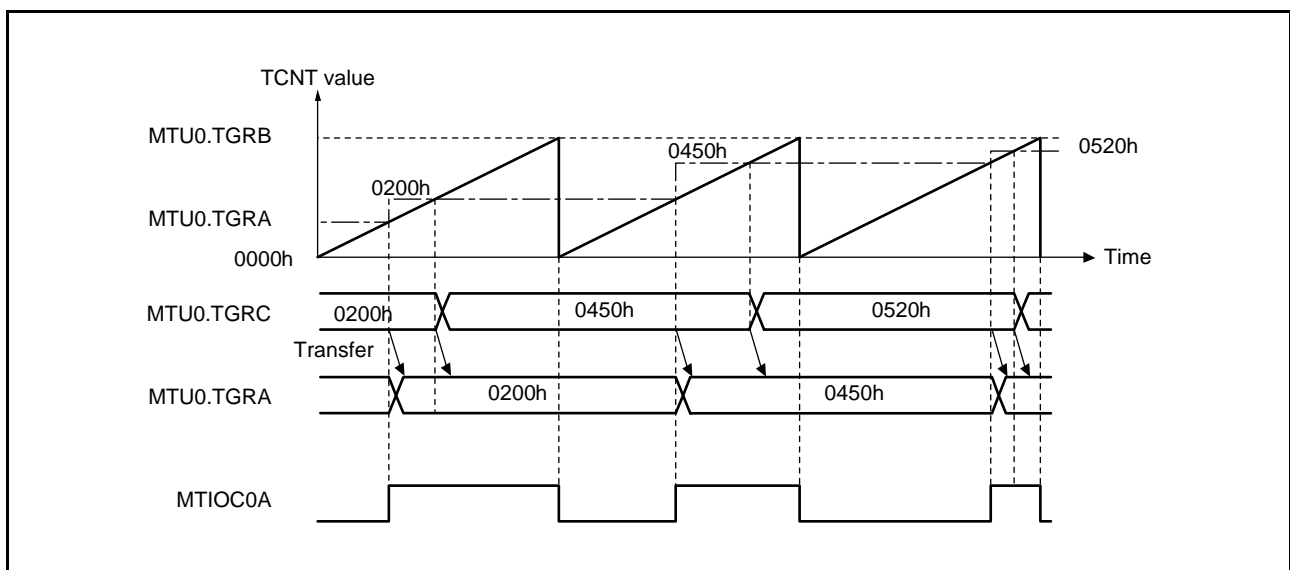 TCNT value
MTU0.TGRB
0520h
0450h
0200h
MTU0.TGRA
0000h
Time
MTU0.TGRC
0200h
0450h
0520h
Transfer
MTU0.TGRA
0200h
0450h
MTIOC0A